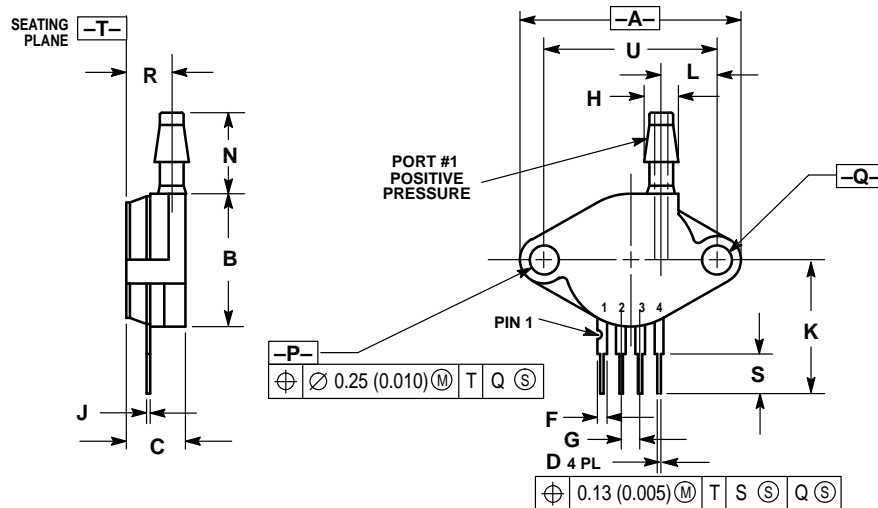 SEATING
PLANE
–T–
R
N
B
J
C
–A–
U
L
H
PORT #1
POSITIVE
PRESSURE
–Q–
1 2 3 4
PIN 1
K
S
–P–
⌖ ∅ 0.25 (0.010) Ⓜ T Q Ⓢ
F
G
D 4 PL
⌖ 0.13 (0.005) Ⓜ T S Ⓢ Q Ⓢ